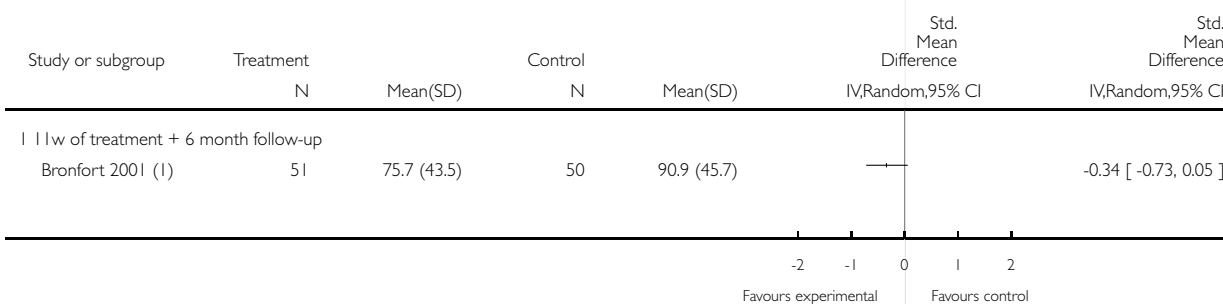 Std.
Mean
Difference
Std.
Mean
Difference
Study or subgroup Treatment Control
N Mean(SD) N Mean(SD) IV,Random,95% CI IV,Random,95% CI
1 11w of treatment + 6 month follow-up
Bronfort 2001 (1) 51 75.7 (43.5) 50 90.9 (45.7) -0.34 [ -0.73, 0.05 ]
-2 -1 0 1 2
Favours experimental Favours control